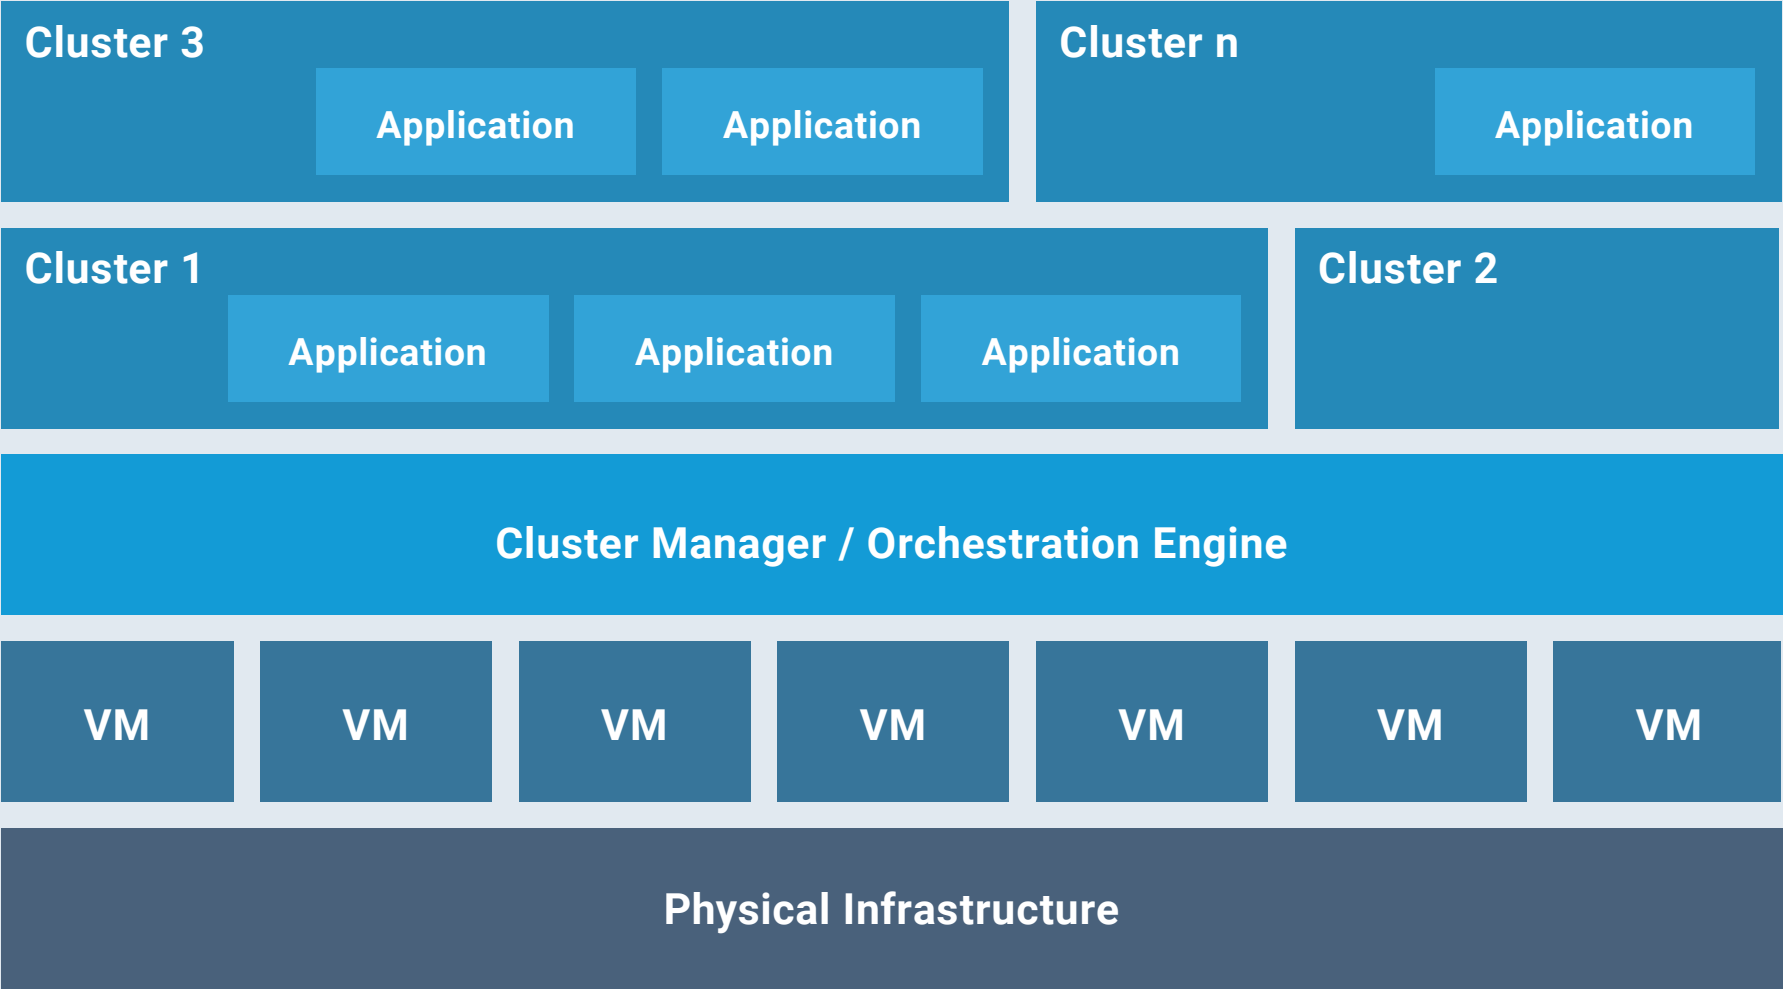 Cluster 3
Application
Application
Cluster n
Application
Cluster 1
Application
Application
Application
Cluster 2
Cluster Manager / Orchestration Engine
VM
VM
VM
VM
VM
VM
VM
Physical Infrastructure